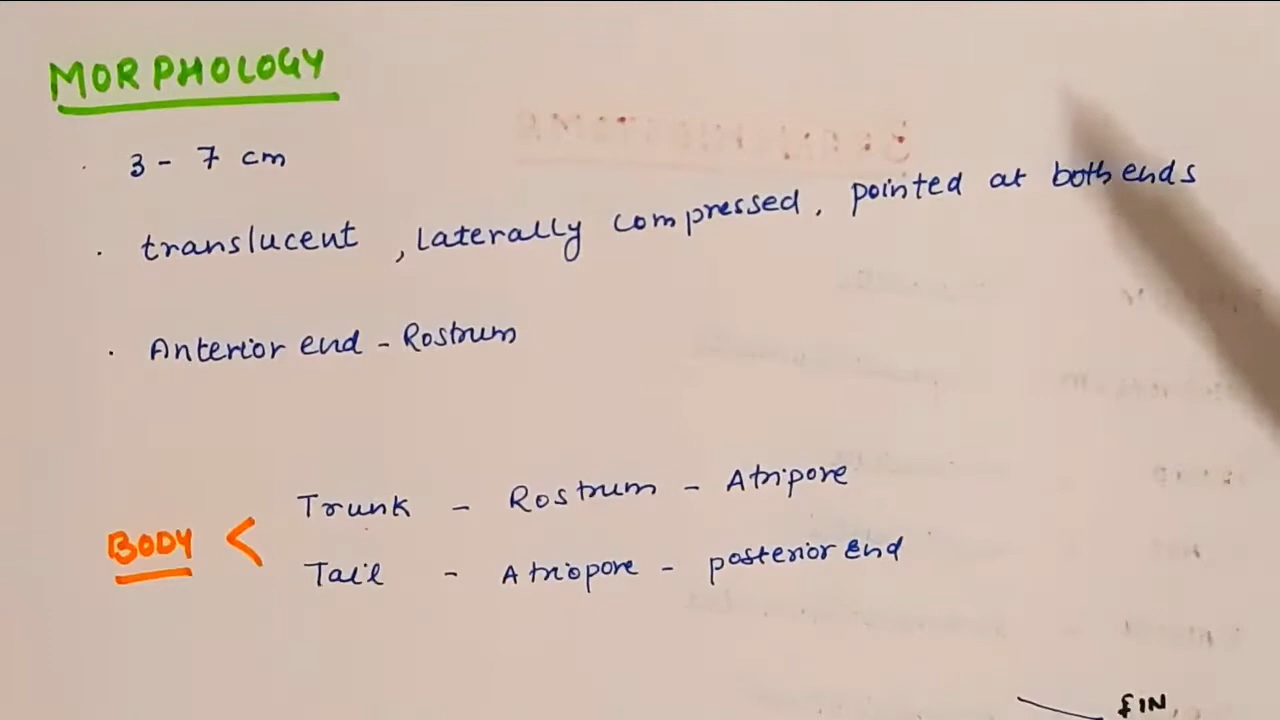 MORPHOLOGY
· 3 - 7 cm
· translucent , laterally compressed, pointed at both ends
· Anterior end - Rostrum
Trunk - Rostrum - Atripore
BODY <
Tail - Atriopore - posterior end
FIN